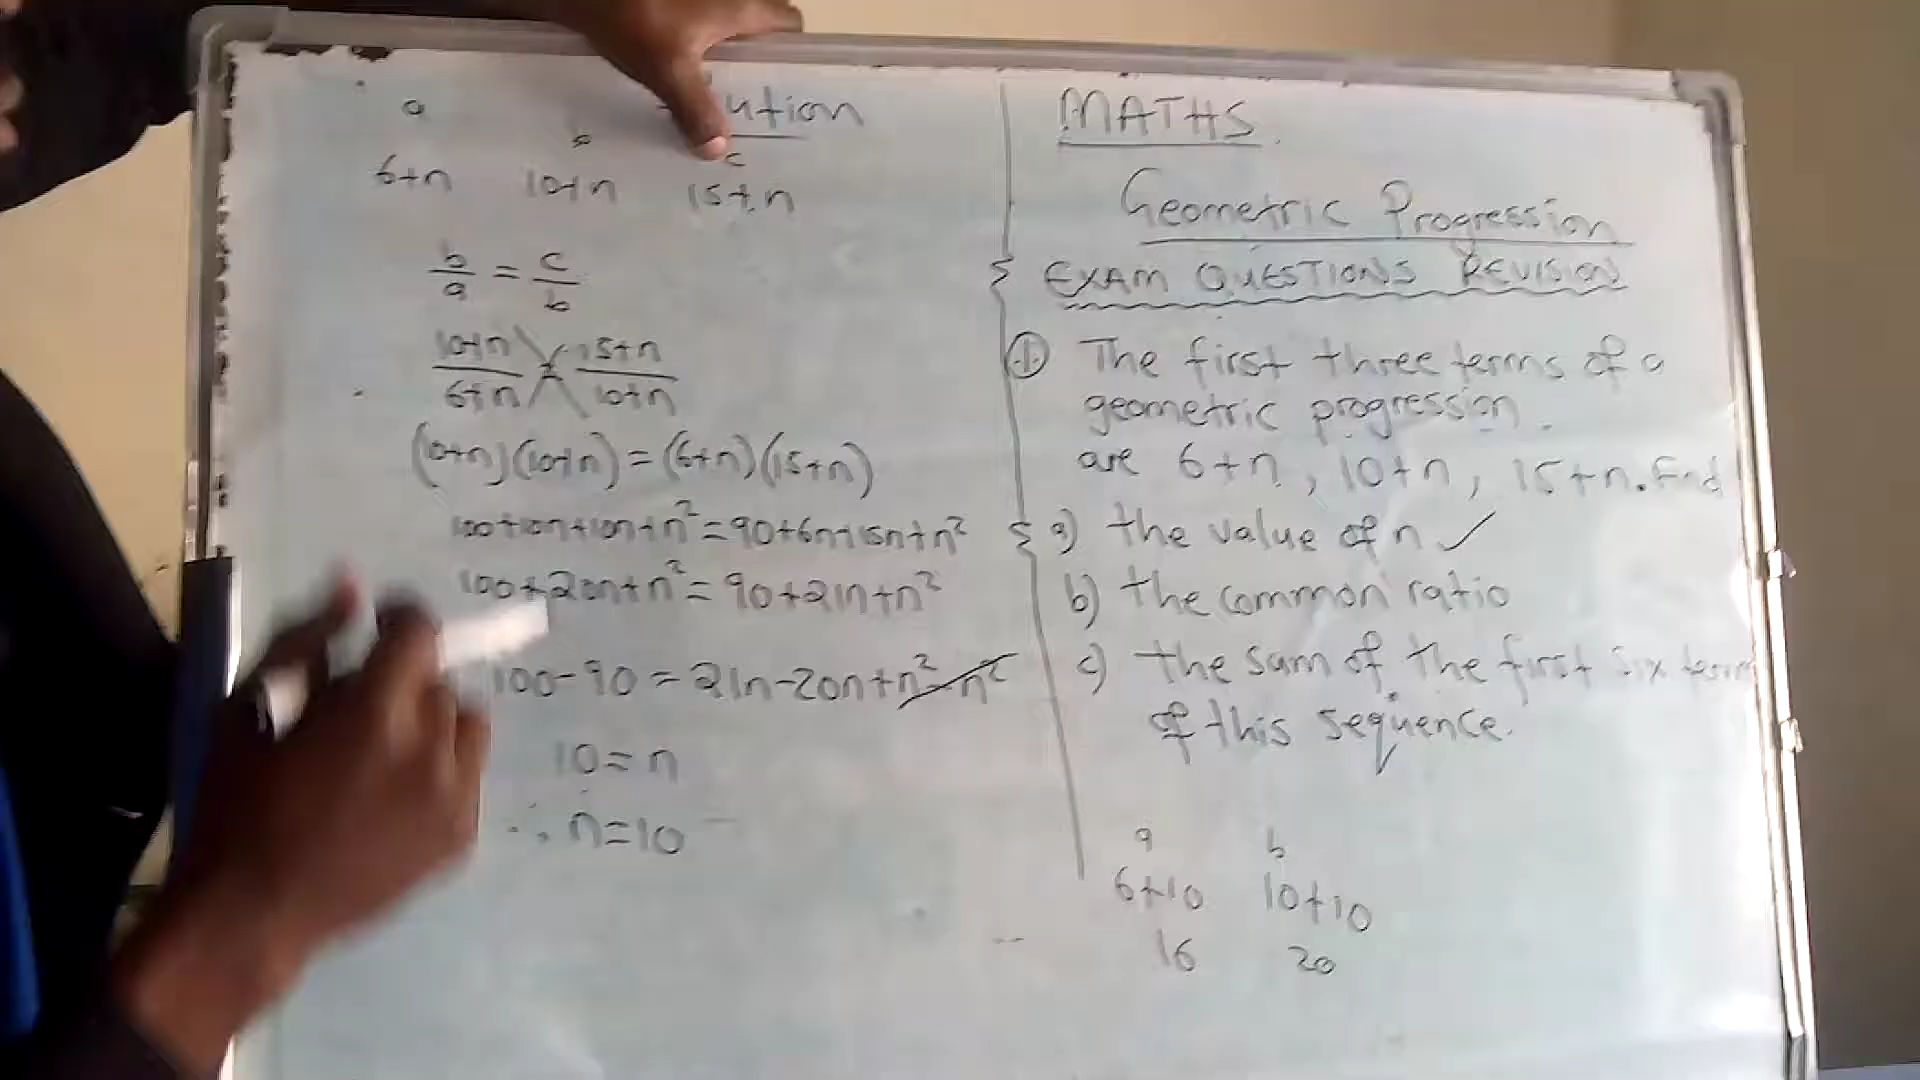 ution
a
b
c
6+n 10+n 15+n
b/a = c/b
10+n/6+n = 15+n/10+n
(10+n)(10+n)=(6+n)(15+n)
100+10n+10n+n²=90+6n+15n+n²
100+20n+n²=90+21n+n²
100-90=21n-20n+n²-n²
10=n
∴ n=10
MATHS
Geometric Progression
EXAM QUESTIONS REVISION
1. The first three terms of a
geometric progression
are 6+n, 10+n, 15+n. Find
a) the value of n ✓
b) the common ratio
c) the sum of the first six term
of this sequence.
a b
6+10 10+10
16 20